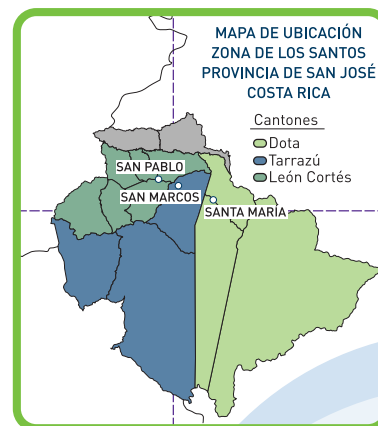 MAPA DE UBICACIÓN
ZONA DE LOS SANTOS
PROVINCIA DE SAN JOSÉ
COSTA RICA
Cantones
Dota
Tarrazú
León Cortés
SAN PABLO
SAN MARCOS
SANTA MARÍA